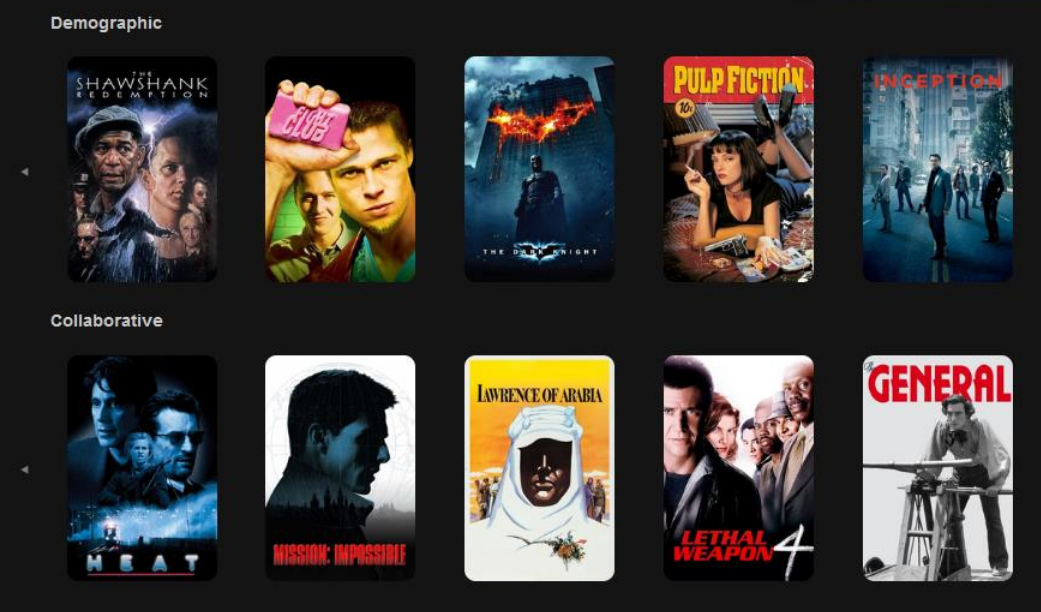 Demographic
THE
SHAWSHANK
REDEMPTION
FIGHT
CLUB
THE DARK KNIGHT
PULP FICTION
10¢
INCEPTION
Collaborative
HEAT
MISSION: IMPOSSIBLE
LAWRENCE OF ARABIA
LETHAL
WEAPON 4
The
GENERAL